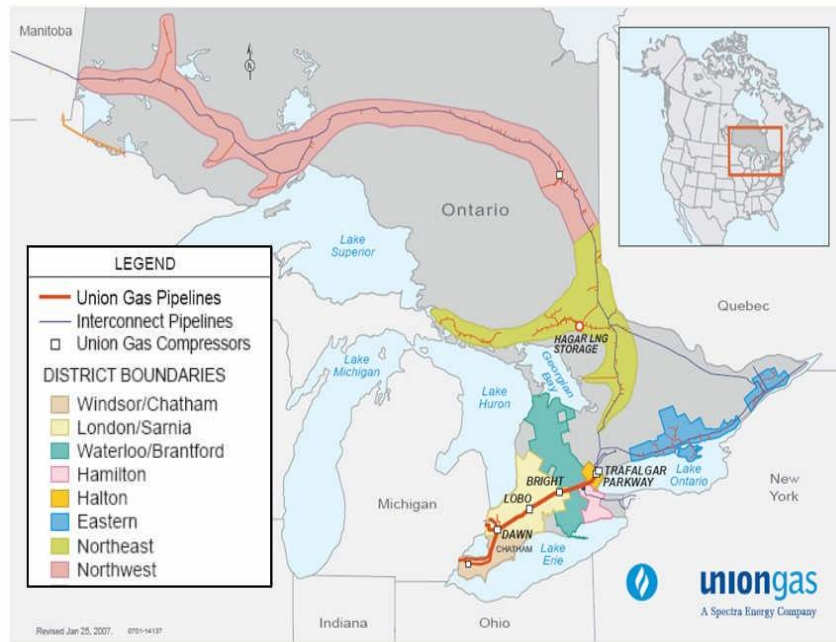 Manitoba
N
Ontario
Lake
Superior
Quebec
HAGAR LNG
STORAGE
Georgian
Bay
Lake
Michigan
Lake
Huron
LEGEND
Union Gas Pipelines
Interconnect Pipelines
Union Gas Compressors
DISTRICT BOUNDARIES
Windsor/Chatham
London/Sarnia
Waterloo/Brantford
Hamilton
Halton
Eastern
Northeast
Northwest
TRAFALGAR
PARKWAY
Lake
Ontario
New
York
BRIGHT
LOBO
Michigan
DAWN
CHATHAM
Lake
Erie
Indiana
Ohio
uniongas
A Spectra Energy Company
Revised Jan 25, 2007. 0701-14137